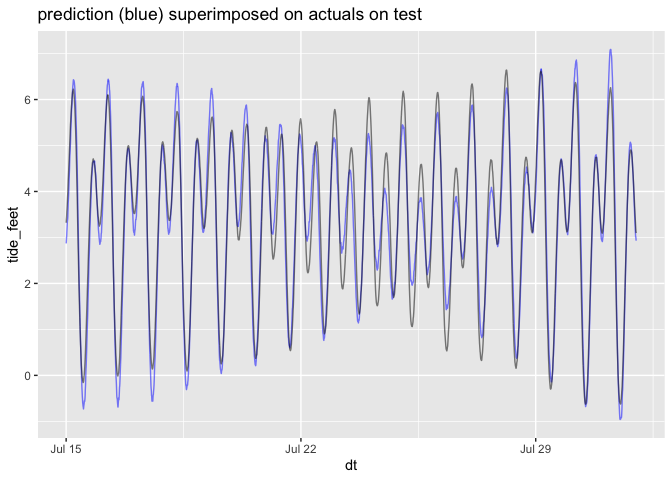 prediction (blue) superimposed on actuals on test
6
4
2
0
tide_feet
Jul 15
Jul 22
Jul 29
dt